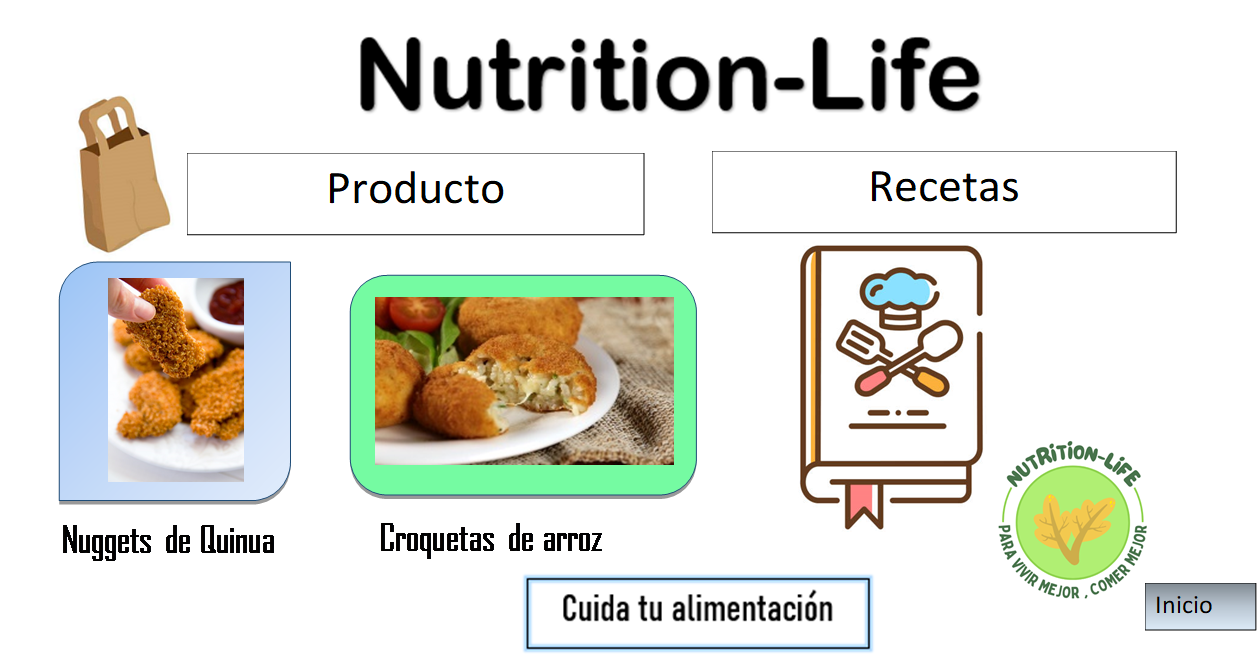 Nutrition-Life
Producto
Recetas
Nuggets de Quinua
Croquetas de arroz
NUTRiTiON-LiFE
PARA VIVIR MEJOR , COMER MEJOR
Cuida tu alimentación
Inicio